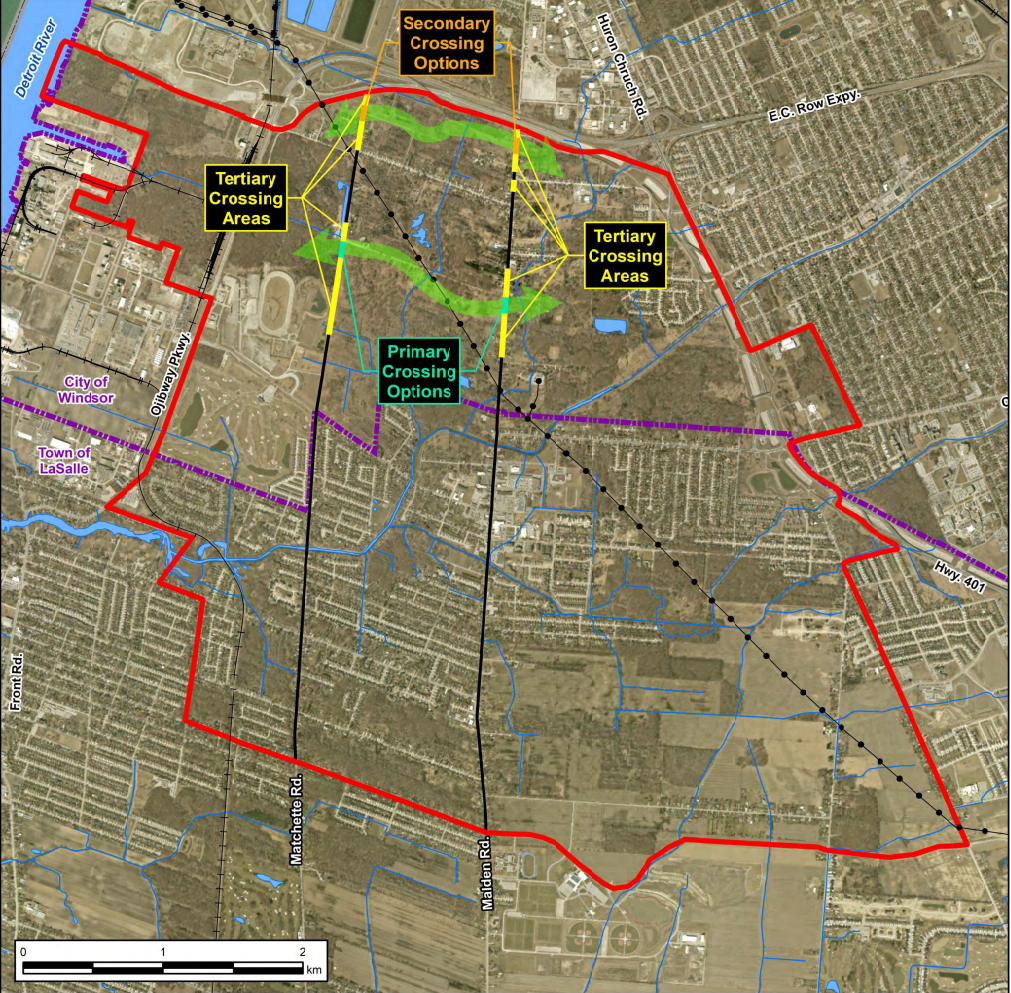 Secondary
Crossing
Options
Detroit River
Huron Chruch Rd.
E.C. Row Expy.
Tertiary
Crossing
Areas
Tertiary
Crossing
Areas
Primary
Crossing
Options
Ojibway Pkwy.
City of
Windsor
Town of
LaSalle
Hwy. 401
Front Rd.
Matchette Rd.
Malden Rd.
0 1 2
km